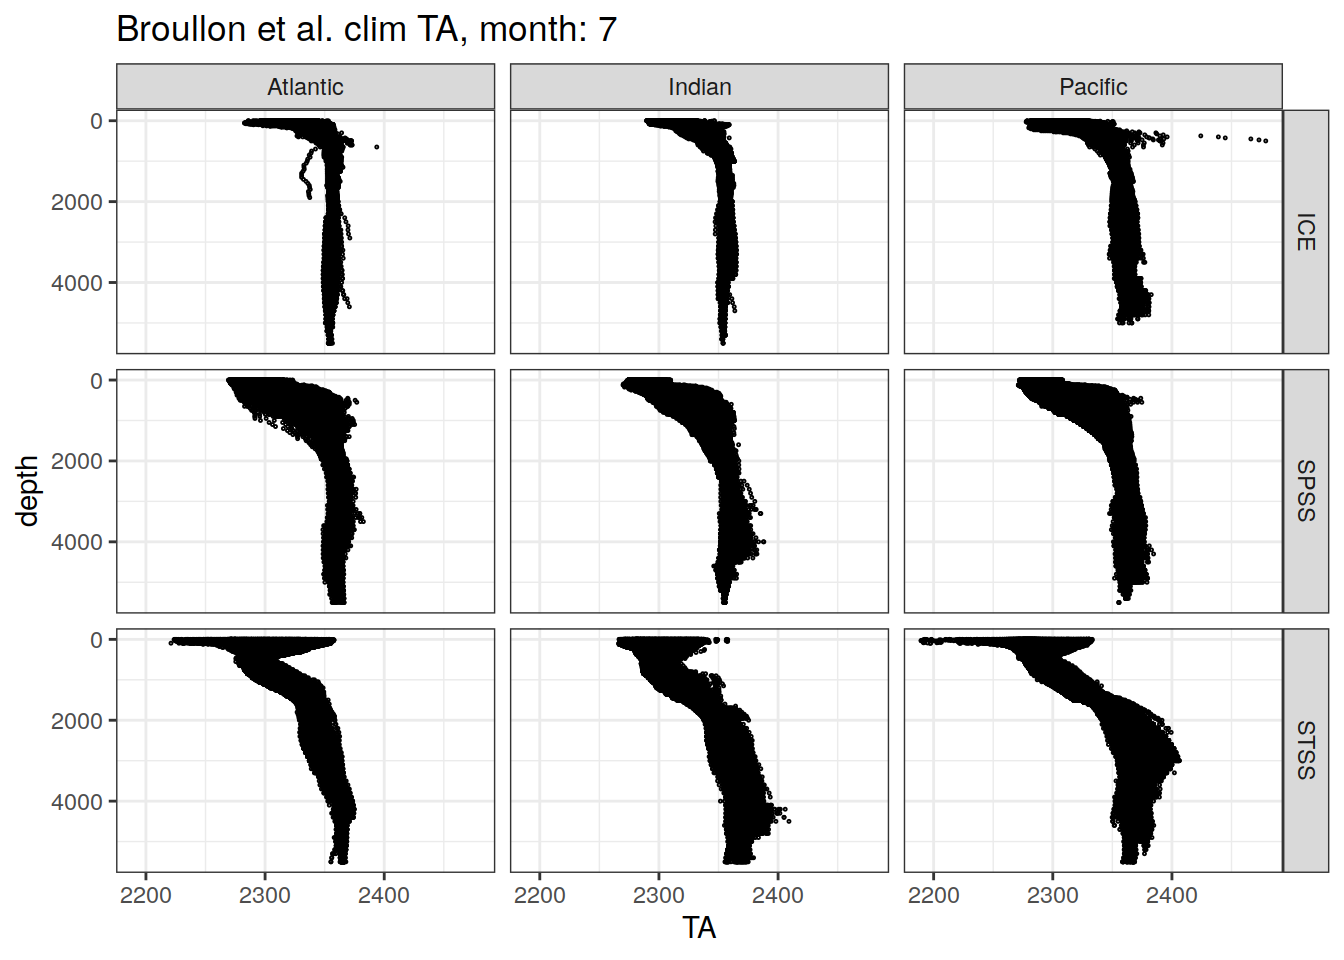 Broullon et al. clim TA, month: 7
Atlantic Indian Pacific
0
2000
4000
ICE
0
2000
4000
SPSS
0
2000
4000
STSS
depth
2200 2300 2400 2200 2300 2400 2200 2300 2400
TA